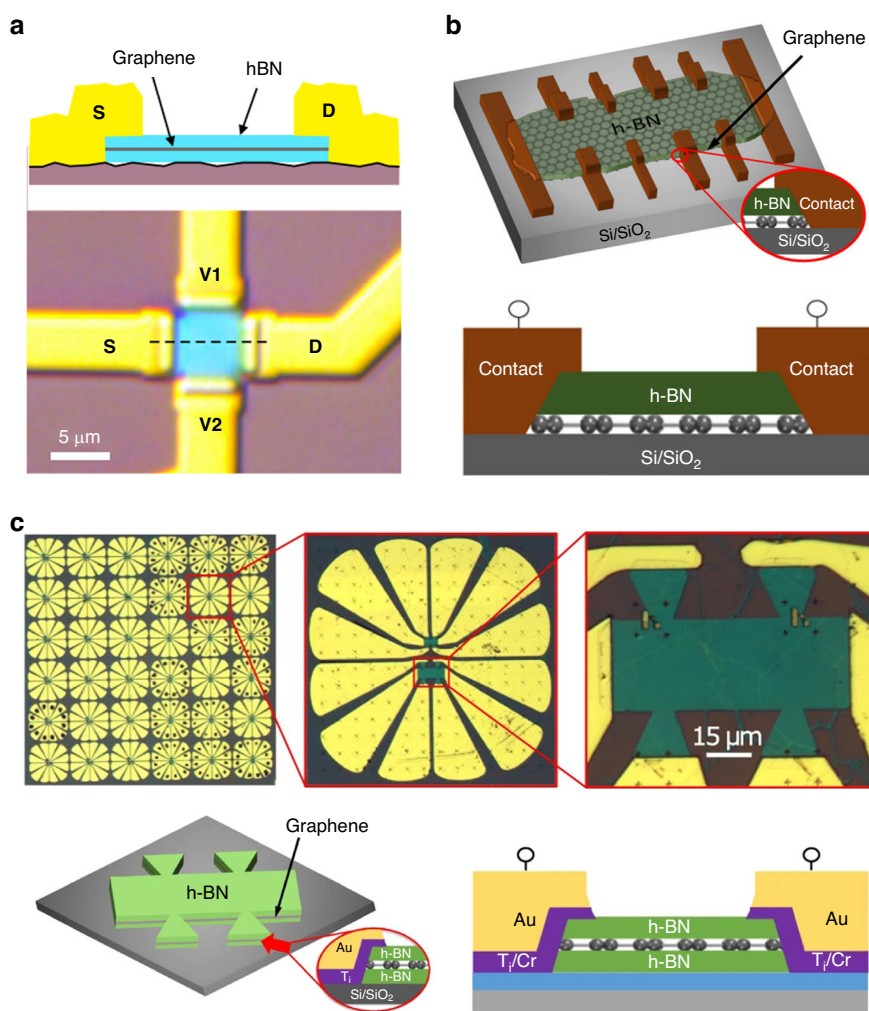 a
Graphene
hBN
S
D
V1
S
D
V2
5 μm
b
Graphene
h-BN
Si/SiO₂
h-BN
Contact
Si/SiO₂
Contact
Contact
h-BN
Si/SiO₂
c
15 μm
Graphene
h-BN
Au
h-BN
Tᵢ
h-BN
Si/SiO₂
Au
h-BN
Au
Tᵢ/Cr
h-BN
Tᵢ/Cr